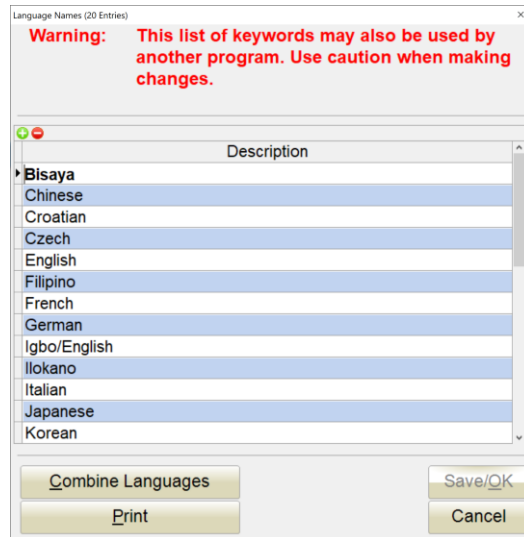 Language Names (20 Entries)
Warning: This list of keywords may also be used by
another program. Use caution when making
changes.
Description
Bisaya
Chinese
Croatian
Czech
English
Filipino
French
German
Igbo/English
Ilokano
Italian
Japanese
Korean
Combine Languages
Save/OK
Print
Cancel